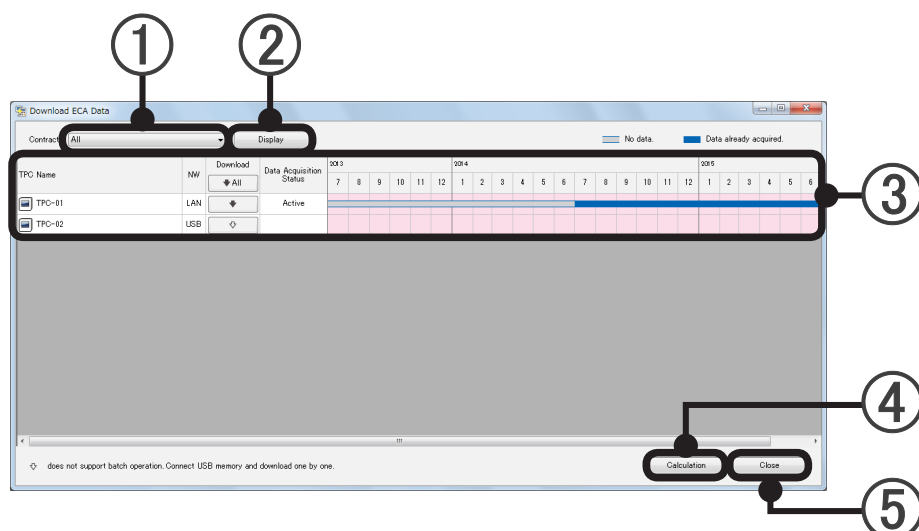 1 2
Download ECA Data
Contract All Display No data. Data already acquired.
TPC Name NW Download All Data Acquisition Status 2013 2014 2015
7 8 9 10 11 12 1 2 3 4 5 6 7 8 9 10 11 12 1 2 3 4 5 6
TPC-01 LAN Active
3
TPC-02 USB
4
does not support batch operation. Connect USB memory and download one by one. Calculation Close
5